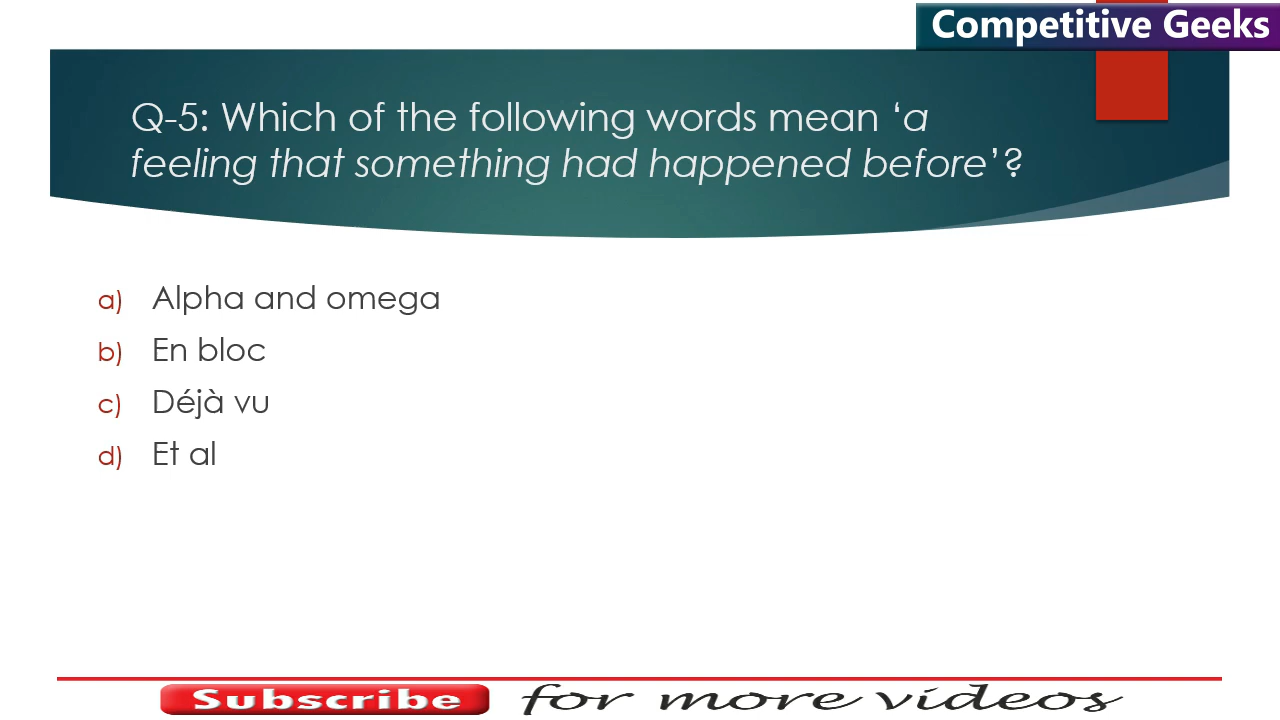 Competitive Geeks
Q-5: Which of the following words mean ‘a
feeling that something had happened before’?
a) Alpha and omega
b) En bloc
c) Déjà vu
d) Et al
Subscribe for more videos